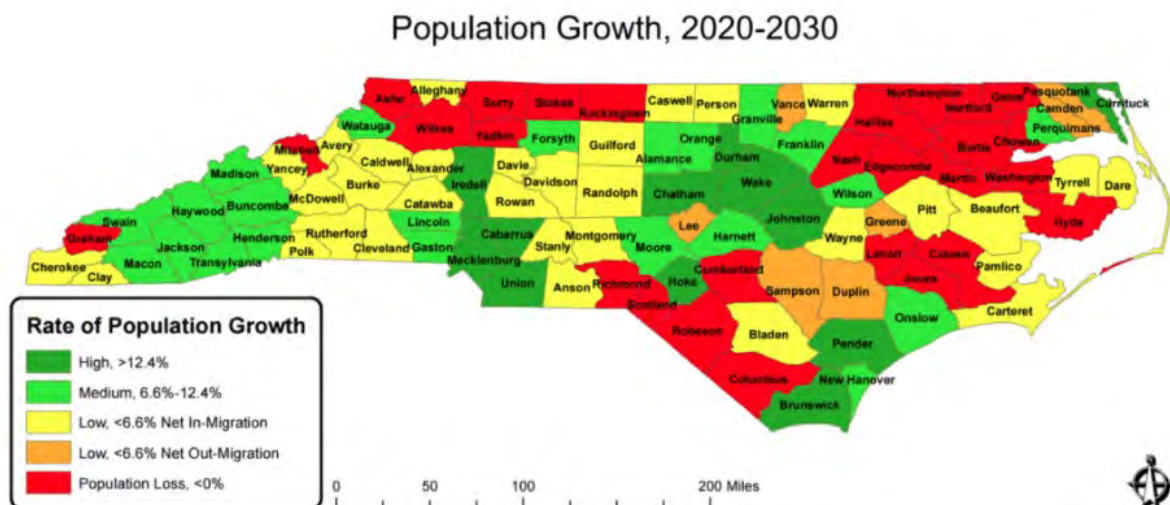 Population Growth, 2020-2030
Ashe
Alleghany
Surry
Stokes
Rockingham
Caswell
Person
Granville
Vance
Warren
Northampton
Gates
Hertford
Pasquotank
Camden
Currituck
Perquimans
Chowan
Watauga
Wilkes
Yadkin
Forsyth
Guilford
Alamance
Orange
Durham
Franklin
Halifax
Bertie
Mitchell
Avery
Yancey
Caldwell
Alexander
Iredell
Davie
Davidson
Randolph
Chatham
Wake
Nash
Edgecombe
Martin
Washington
Tyrrell
Dare
Madison
Burke
McDowell
Catawba
Rowan
Johnston
Wilson
Pitt
Beaufort
Hyde
Swain
Haywood
Buncombe
Lincoln
Lee
Greene
Graham
Jackson
Henderson
Rutherford
Cleveland
Gaston
Cabarrus
Montgomery
Stanly
Moore
Harnett
Wayne
Lenoir
Craven
Pamlico
Cherokee
Clay
Macon
Transylvania
Polk
Mecklenburg
Union
Anson
Richmond
Hoke
Cumberland
Sampson
Duplin
Jones
Scotland
Carteret
Robeson
Bladen
Onslow
Pender
Columbus
New Hanover
Brunswick
Rate of Population Growth
High, >12.4%
Medium, 6.6%-12.4%
Low, <6.6% Net In-Migration
Low, <6.6% Net Out-Migration
Population Loss, <0%
0 50 100 200 Miles